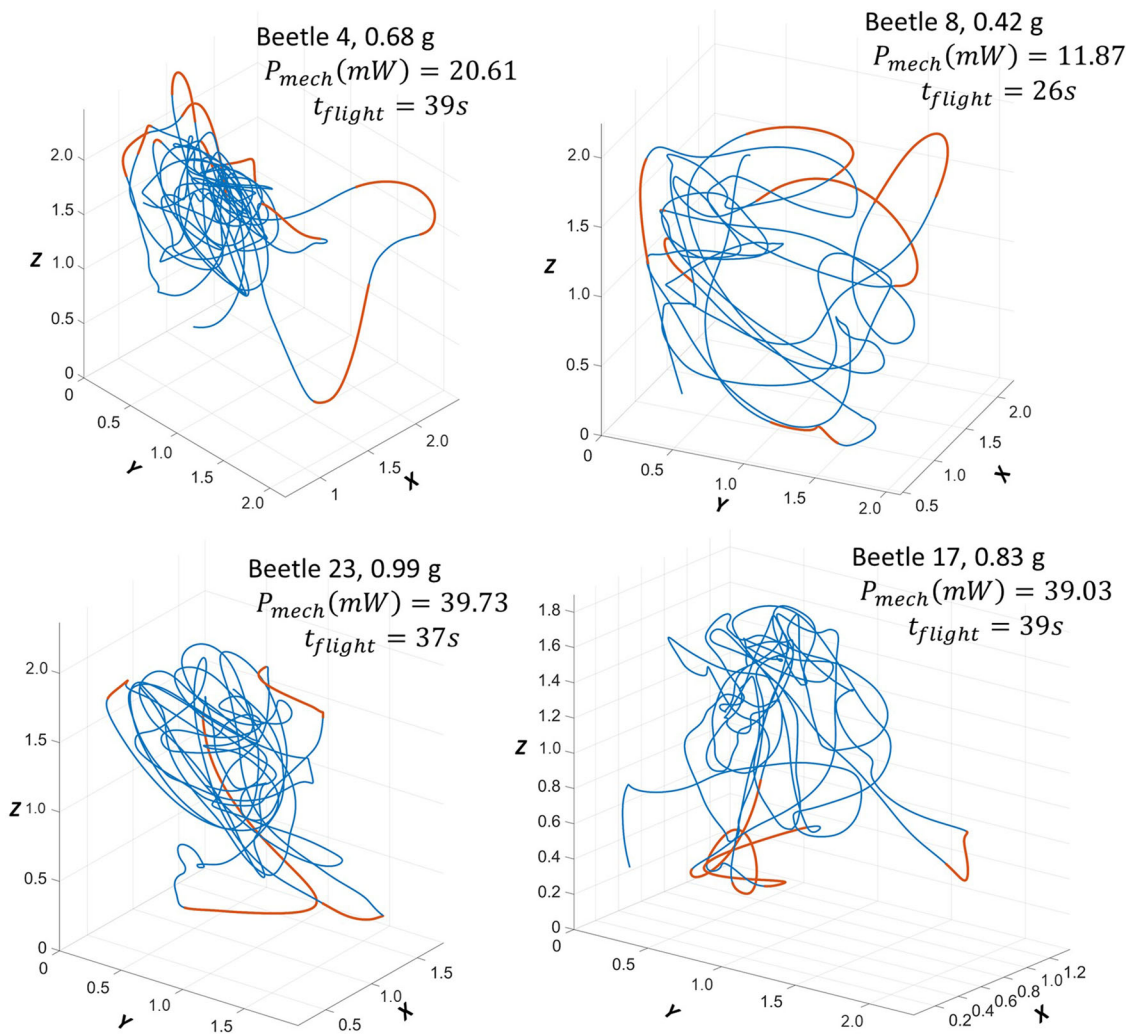 Beetle 4, 0.68 g
P_mech(mW) = 20.61
t_flight = 39s
2.0
1.5
Z
1.0
0.5
0
0
0.5
1.0
1.5
2.0
Y
1
1.5
2.0
X
Beetle 8, 0.42 g
P_mech(mW) = 11.87
t_flight = 26s
2.0
1.5
Z
1.0
0.5
0
0
0.5
1.0
1.5
2.0
Y
0.5
1.0
1.5
2.0
X
Beetle 23, 0.99 g
P_mech(mW) = 39.73
t_flight = 37s
2.0
1.5
Z
1.0
0.5
0
0
0.5
1.0
1.5
Y
0.5
1.0
1.5
X
Beetle 17, 0.83 g
P_mech(mW) = 39.03
t_flight = 39s
1.8
1.6
1.4
1.2
Z
1.0
0.8
0.6
0.4
0.2
0
0
0.5
1.0
1.5
2.0
Y
0.2
0.4
0.6
0.8
1.0
1.2
X